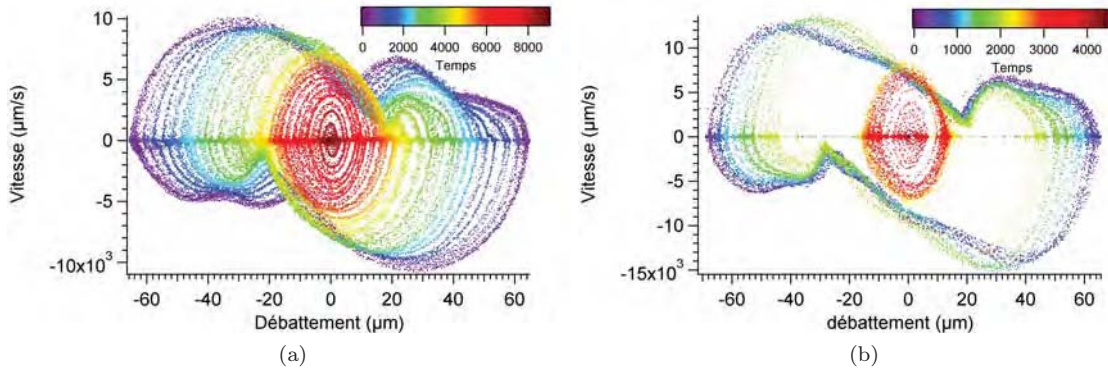 10
5
0
-5
-10x10³
Vitesse (µm/s)
0 2000 4000 6000 8000
Temps
-60 -40 -20 0 20 40 60
Débattement (µm)
(a)
10
5
0
-5
-10
-15x10³
Vitesse (µm/s)
0 1000 2000 3000 4000
Temps
-60 -40 -20 0 20 40 60
débattement (µm)
(b)